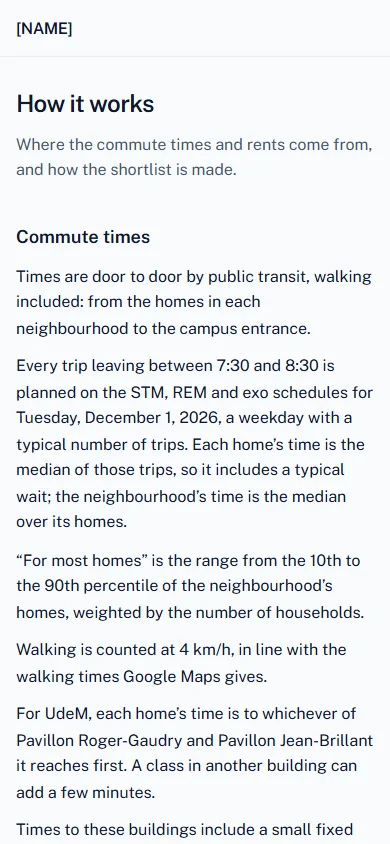 [NAME]
How it works
Where the commute times and rents come from,
and how the shortlist is made.
Commute times
Times are door to door by public transit, walking
included: from the homes in each
neighbourhood to the campus entrance.
Every trip leaving between 7:30 and 8:30 is
planned on the STM, REM and exo schedules for
Tuesday, December 1, 2026, a weekday with a
typical number of trips. Each home’s time is the
median of those trips, so it includes a typical
wait; the neighbourhood’s time is the median
over its homes.
“For most homes” is the range from the 10th to
the 90th percentile of the neighbourhood’s
homes, weighted by the number of households.
Walking is counted at 4 km/h, in line with the
walking times Google Maps gives.
For UdeM, each home’s time is to whichever of
Pavillon Roger-Gaudry and Pavillon Jean-Brillant
it reaches first. A class in another building can
add a few minutes.
Times to these buildings include a small fixed